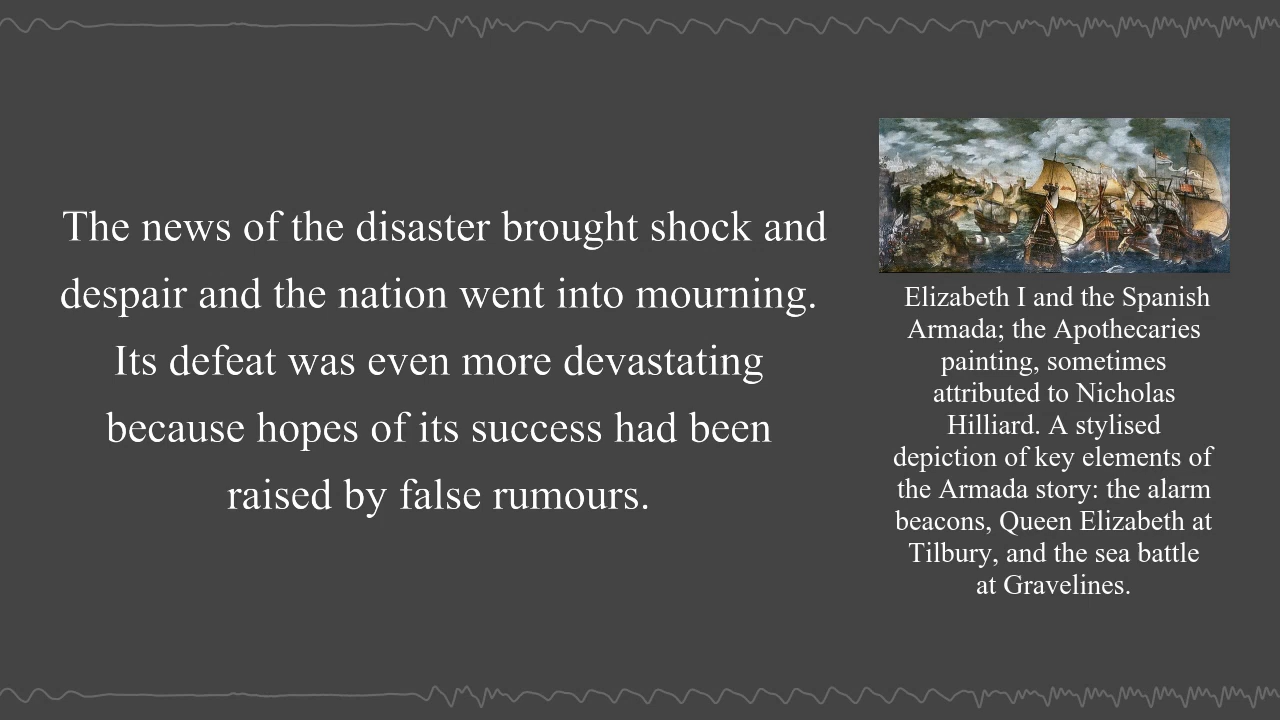 The news of the disaster brought shock and
despair and the nation went into mourning.
Its defeat was even more devastating
because hopes of its success had been
raised by false rumours.
Elizabeth I and the Spanish
Armada; the Apothecaries
painting, sometimes
attributed to Nicholas
Hilliard. A stylised
depiction of key elements of
the Armada story: the alarm
beacons, Queen Elizabeth at
Tilbury, and the sea battle
at Gravelines.